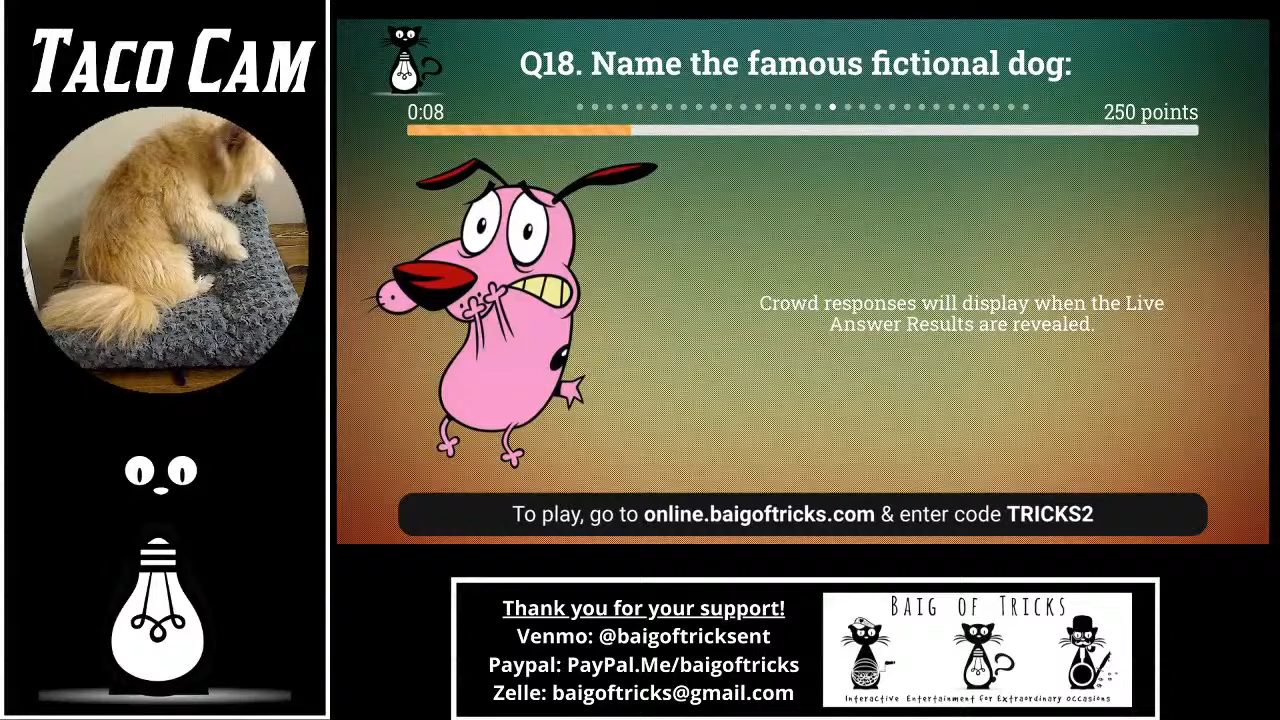 TACO CAM
Q18. Name the famous fictional dog:
0:08
250 points
Crowd responses will display when the Live
Answer Results are revealed.
To play, go to online.baigoftricks.com & enter code TRICKS2
Thank you for your support!
Venmo: @baigoftricksent
Paypal: PayPal.Me/baigoftricks
Zelle: baigoftricks@gmail.com
BAIG OF TRICKS
Interactive Entertainment for Extraordinary occasions